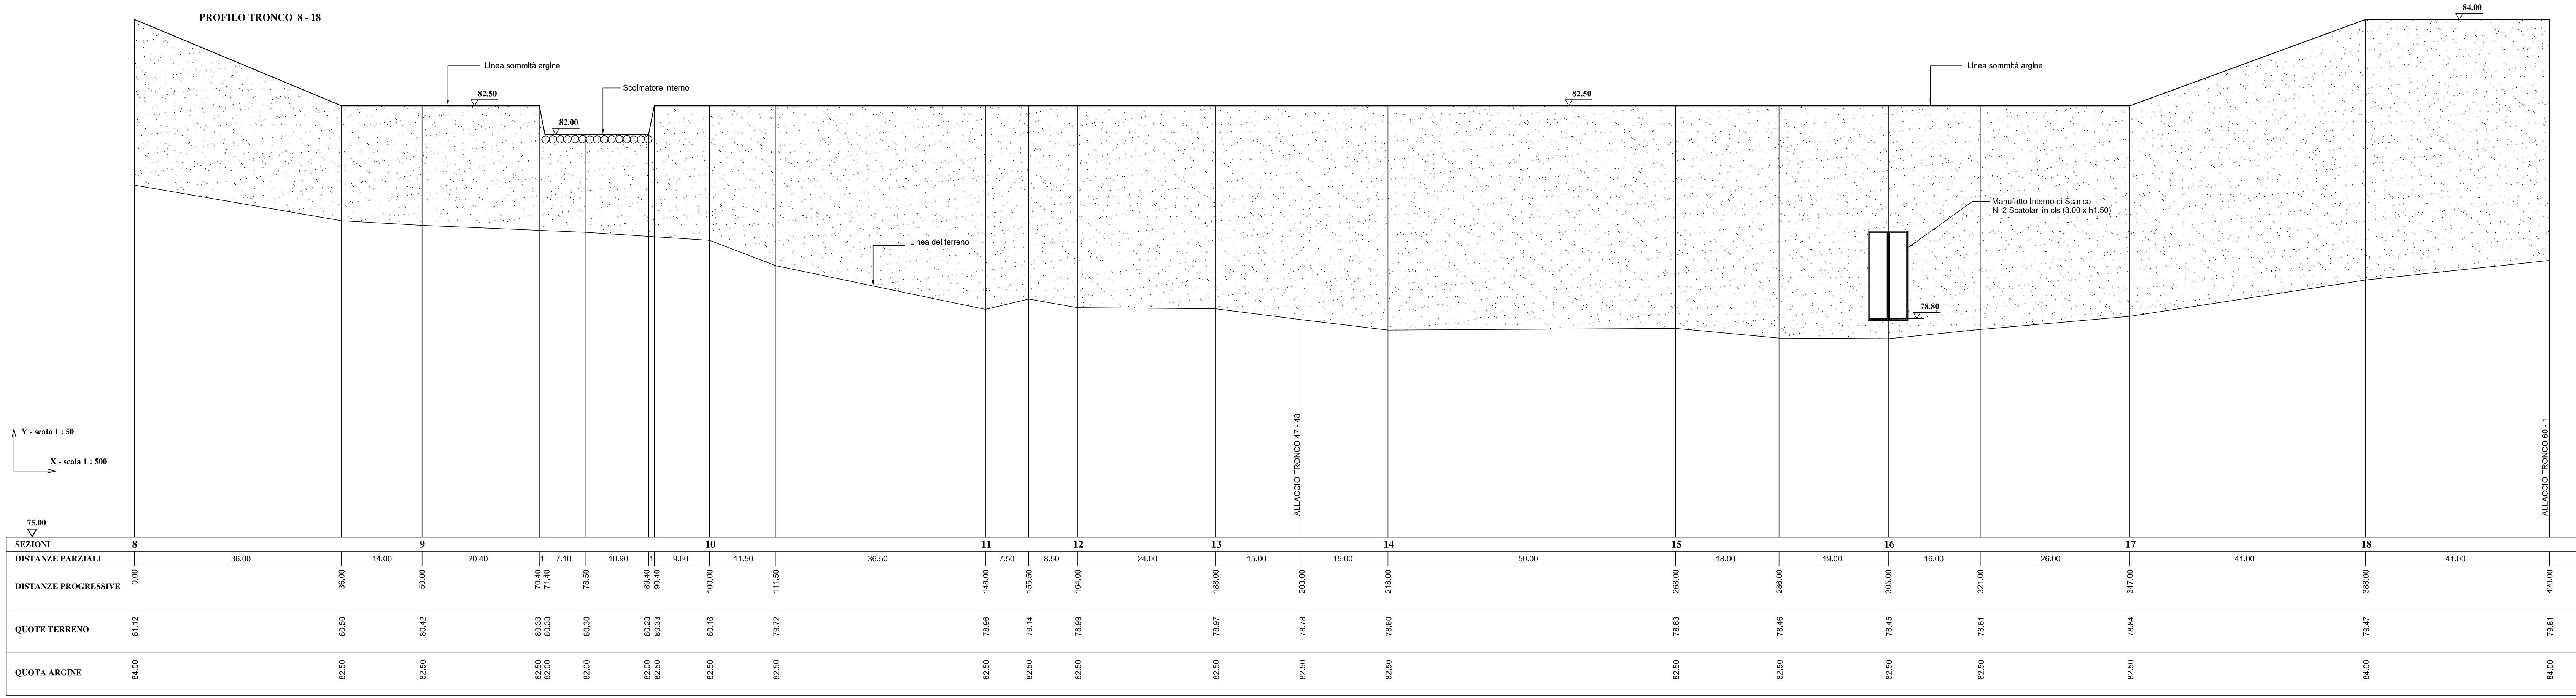 PROFILO TRONCO 8 - 18
84.00
Linea sommità argine
Linea sommità argine
Scolmatore interno
82.50
82.50
82.00
Manufatto Interno di Scarico
N. 2 Scatolari in cls (3.00 x h1.50)
Linea del terreno
78.80
ALLACCIO TRONCO 47 - 48
ALLACCIO TRONCO 60 - 1
Y - scala 1 : 50
X - scala 1 : 500
75.00
SEZIONI 8 9 10 11 12 13 14 15 16 17 18
DISTANZE PARZIALI 36.00 14.00 20.40 1 7.10 10.90 1 9.60 11.50 36.50 7.50 8.50 24.00 15.00 15.00 50.00 18.00 19.00 16.00 26.00 41.00 41.00
DISTANZE PROGRESSIVE 0.00 36.00 50.00 70.40 71.40 78.50 89.40 90.40 100.00 111.50 148.00 155.50 164.00 188.00 203.00 218.00 268.00 286.00 305.00 321.00 347.00 388.00 420.00
QUOTE TERRENO 81.12 80.50 80.42 80.33 80.33 80.30 80.23 80.33 80.16 79.72 78.96 79.14 78.99 78.97 78.78 78.60 78.63 78.46 78.45 78.61 78.84 79.47 79.81
QUOTA ARGINE 84.00 82.50 82.50 82.50 82.00 82.00 82.00 82.50 82.50 82.50 82.50 82.50 82.50 82.50 82.50 82.50 82.50 82.50 82.50 82.50 82.50 84.00 84.00